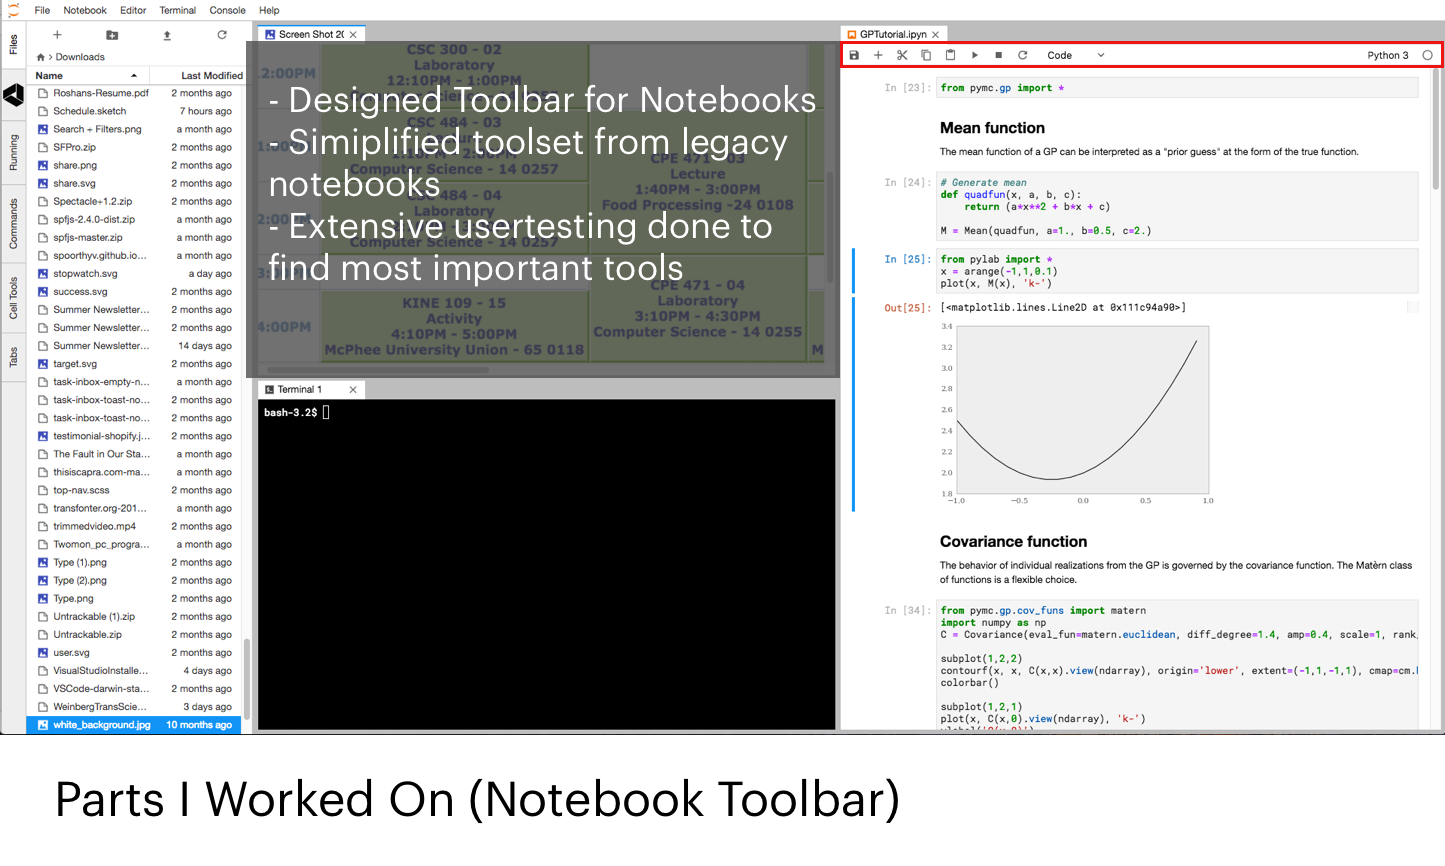 File Notebook Editor Terminal Console Help
Files
Running
Commands
Cell Tools
Tabs
> Downloads
Name Last Modified
Roshans-Resume.pdf 2 months ago
Schedule.sketch 7 hours ago
Search + Filters.png a month ago
SFPro.zip 2 months ago
share.png 2 months ago
share.svg 2 months ago
Spectacle+1.2.zip 2 months ago
spfjs-2.4.0-dist.zip a month ago
spfjs-master.zip a month ago
spoorthyv.github.io... a month ago
stopwatch.svg a day ago
success.svg 2 months ago
Summer Newsletter... a month ago
Summer Newsletter... 2 months ago
Summer Newsletter... 14 days ago
target.svg 2 months ago
task-inbox-empty-n... a month ago
task-inbox-toast-no... a month ago
task-inbox-toast-no... 2 months ago
testimonial-shopify.j... 2 months ago
The Fault in Our Sta... a month ago
thisiscapra.com-ma... a month ago
top-nav.scss 2 months ago
transfonter.org-201... a month ago
trimmedvideo.mp4 2 months ago
Twomon_pc_progra... a month ago
Type (1).png 2 months ago
Type (2).png 2 months ago
Type.png 2 months ago
Untrackable (1).zip 2 months ago
Untrackable.zip 2 months ago
user.svg 2 months ago
VisualStudioInstalle... 4 days ago
VSCode-darwin-sta... 2 months ago
WeinbergTransScie... 3 days ago
white_background.jpg 10 months ago
Screen Shot 20
- Designed Toolbar for Notebooks
- Simiplified toolset from legacy
notebooks
- Extensive usertesting done to
find most important tools
2:00PM
1:00PM
2:00PM
3:00PM
4:00PM
CSC 300 - 02
Laboratory
12:10PM - 1:00PM
CSC 484 - 03
Computer Science - 14 0257
CSC 484 - 04
Laboratory
Computer Science - 14 0257
KINE 109 - 15
Activity
4:10PM - 5:00PM
McPhee University Union - 65 0118
CPE 471 - 03
Lecture
1:40PM - 3:00PM
Food Processing -24 0108
CPE 471 - 04
Laboratory
3:10PM - 4:30PM
Computer Science - 14 0255
M
Terminal 1
bash-3.2$
GPTutorial.ipyn
Code Python 3
In [23]: from pymc.gp import *
Mean function
The mean function of a GP can be interpreted as a "prior guess" at the form of the true function.
In [24]: # Generate mean
def quadfun(x, a, b, c):
return (a*x**2 + b*x + c)
M = Mean(quadfun, a=1., b=0.5, c=2.)
In [25]: from pylab import *
x = arange(-1,1,0.1)
plot(x, M(x), 'k-')
Out[25]: [<matplotlib.lines.Line2D at 0x111c94a90>]
3.4
3.2
3.0
2.8
2.6
2.4
2.2
2.0
1.8
−1.0 −0.5 0.0 0.5 1.0
Covariance function
The behavior of individual realizations from the GP is governed by the covariance function. The Matèrn class
of functions is a flexible choice.
In [34]: from pymc.gp.cov_funs import matern
import numpy as np
C = Covariance(eval_fun=matern.euclidean, diff_degree=1.4, amp=0.4, scale=1, rank
subplot(1,2,2)
contourf(x, x, C(x,x).view(ndarray), origin='lower', extent=(-1,1,-1,1), cmap=cm.
colorbar()
subplot(1,2,1)
plot(x, C(x,0).view(ndarray), 'k-')
Parts I Worked On (Notebook Toolbar)